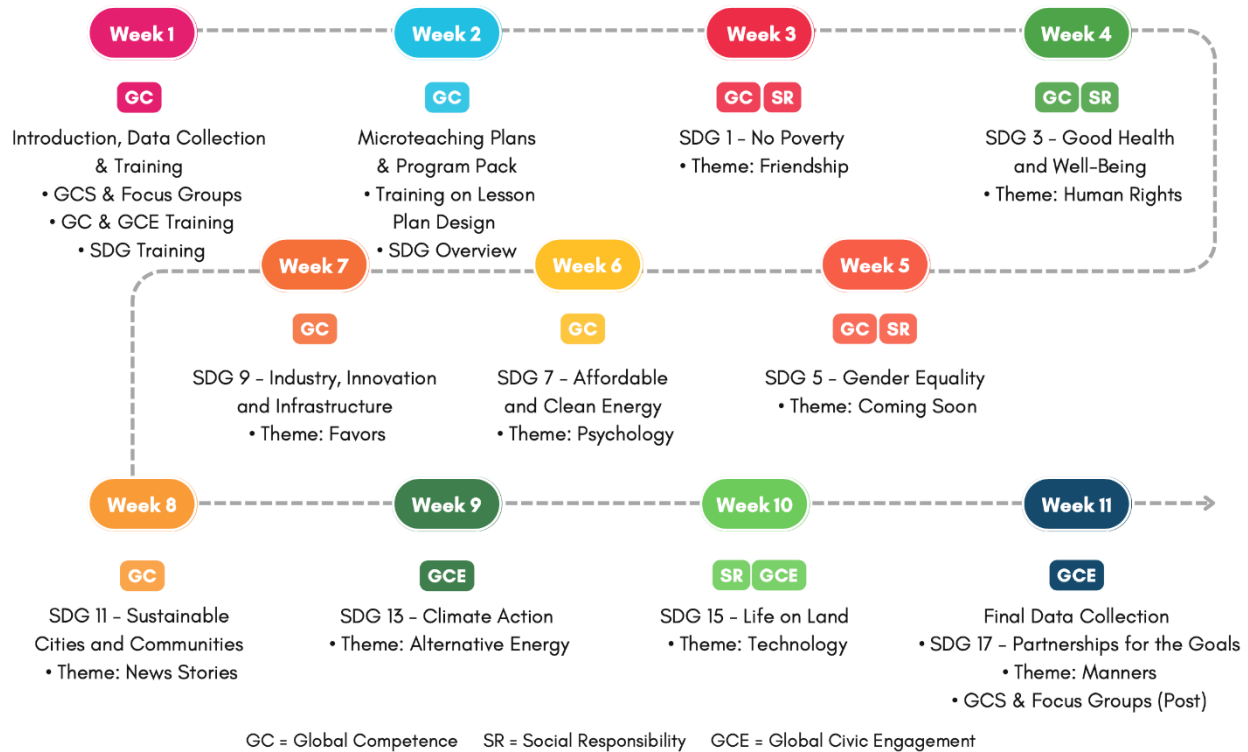 Week 1
GC
Introduction, Data Collection
& Training
• GCS & Focus Groups
• GC & GCE Training
• SDG Training
Week 2
GC
Microteaching Plans
& Program Pack
• Training on Lesson
Plan Design
• SDG Overview
Week 3
GC SR
SDG 1 - No Poverty
• Theme: Friendship
Week 4
GC SR
SDG 3 - Good Health
and Well-Being
• Theme: Human Rights
Week 5
GC SR
SDG 5 - Gender Equality
• Theme: Coming Soon
Week 6
GC
SDG 7 - Affordable
and Clean Energy
• Theme: Psychology
Week 7
GC
SDG 9 - Industry, Innovation
and Infrastructure
• Theme: Favors
Week 8
GC
SDG 11 - Sustainable
Cities and Communities
• Theme: News Stories
Week 9
GCE
SDG 13 - Climate Action
• Theme: Alternative Energy
Week 10
SR GCE
SDG 15 - Life on Land
• Theme: Technology
Week 11
GCE
Final Data Collection
• SDG 17 - Partnerships for the Goals
• Theme: Manners
• GCS & Focus Groups (Post)
GC = Global Competence SR = Social Responsibility GCE = Global Civic Engagement